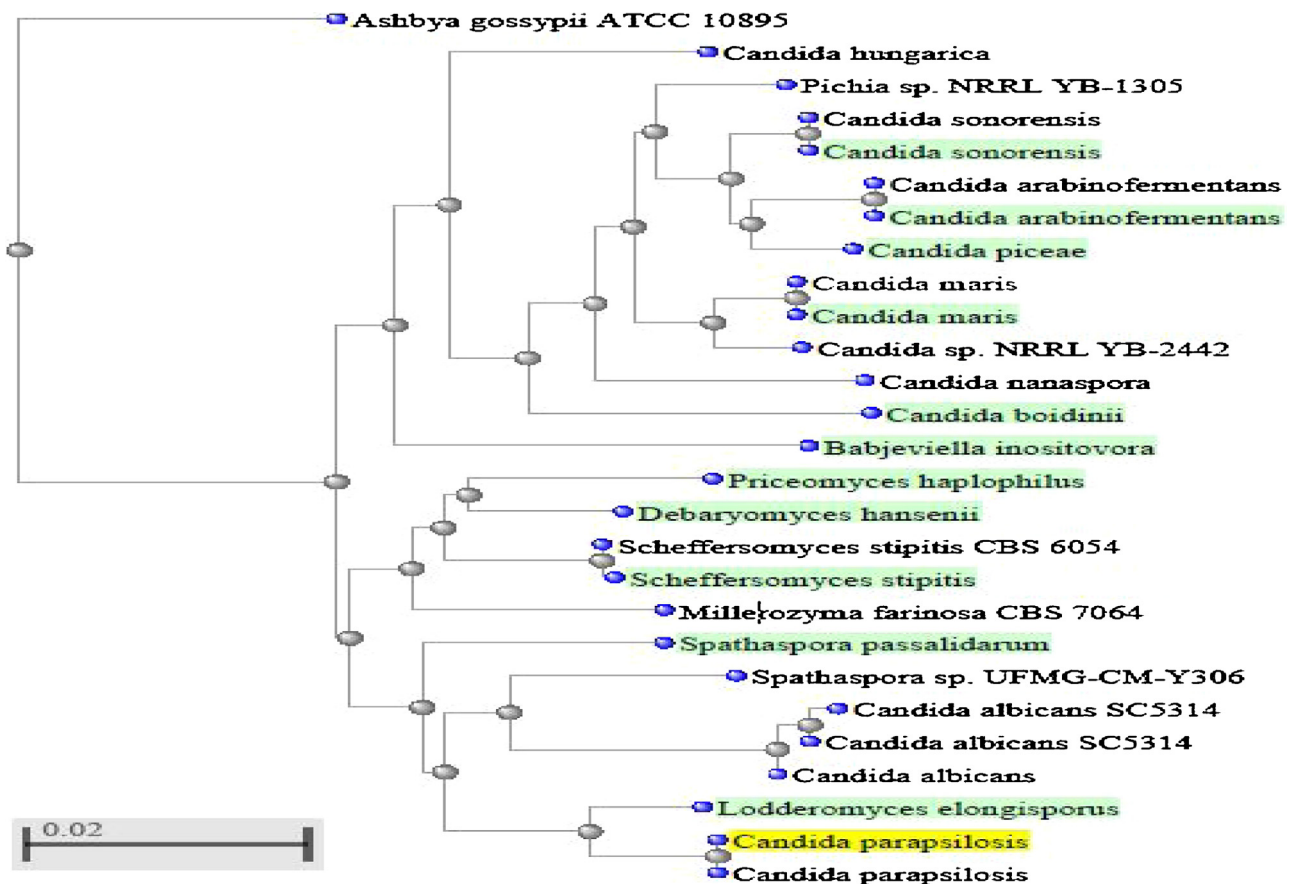 Ashbya gossypii ATCC 10895
Candida hungarica
Pichia sp. NRRL YB-1305
Candida sonorensis
Candida sonorensis
Candida arabinofermentans
Candida arabinofermentans
Candida piceae
Candida maris
Candida maris
Candida sp. NRRL YB-2442
Candida nanaspora
Candida boidinii
Babjeviella inositovora
Priceomyces haplophilus
Debaryomyces hansenii
Scheffersomyces stipitis CBS 6054
Scheffersomyces stipitis
Millerozyma farinosa CBS 7064
Spathaspora passalidarum
Spathaspora sp. UFMG-CM-Y306
Candida albicans SC5314
Candida albicans SC5314
Candida albicans
Lodderomyces elongisporus
0.02
Candida parapsilosis
Candida parapsilosis